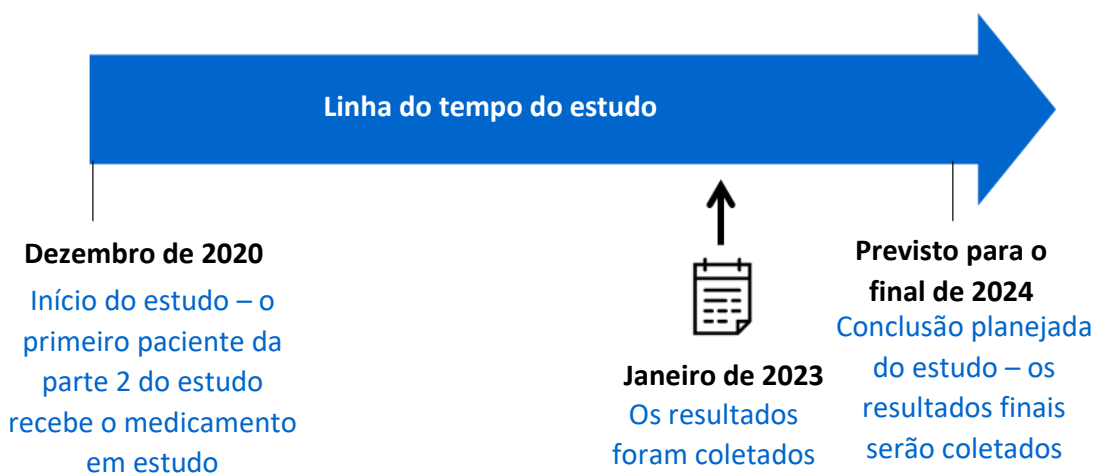 Linha do tempo do estudo
Dezembro de 2020
Início do estudo – o
primeiro paciente da
parte 2 do estudo
recebe o medicamento
em estudo
Janeiro de 2023
Os resultados
foram coletados
Previsto para o
final de 2024
Conclusão planejada
do estudo – os
resultados finais
serão coletados